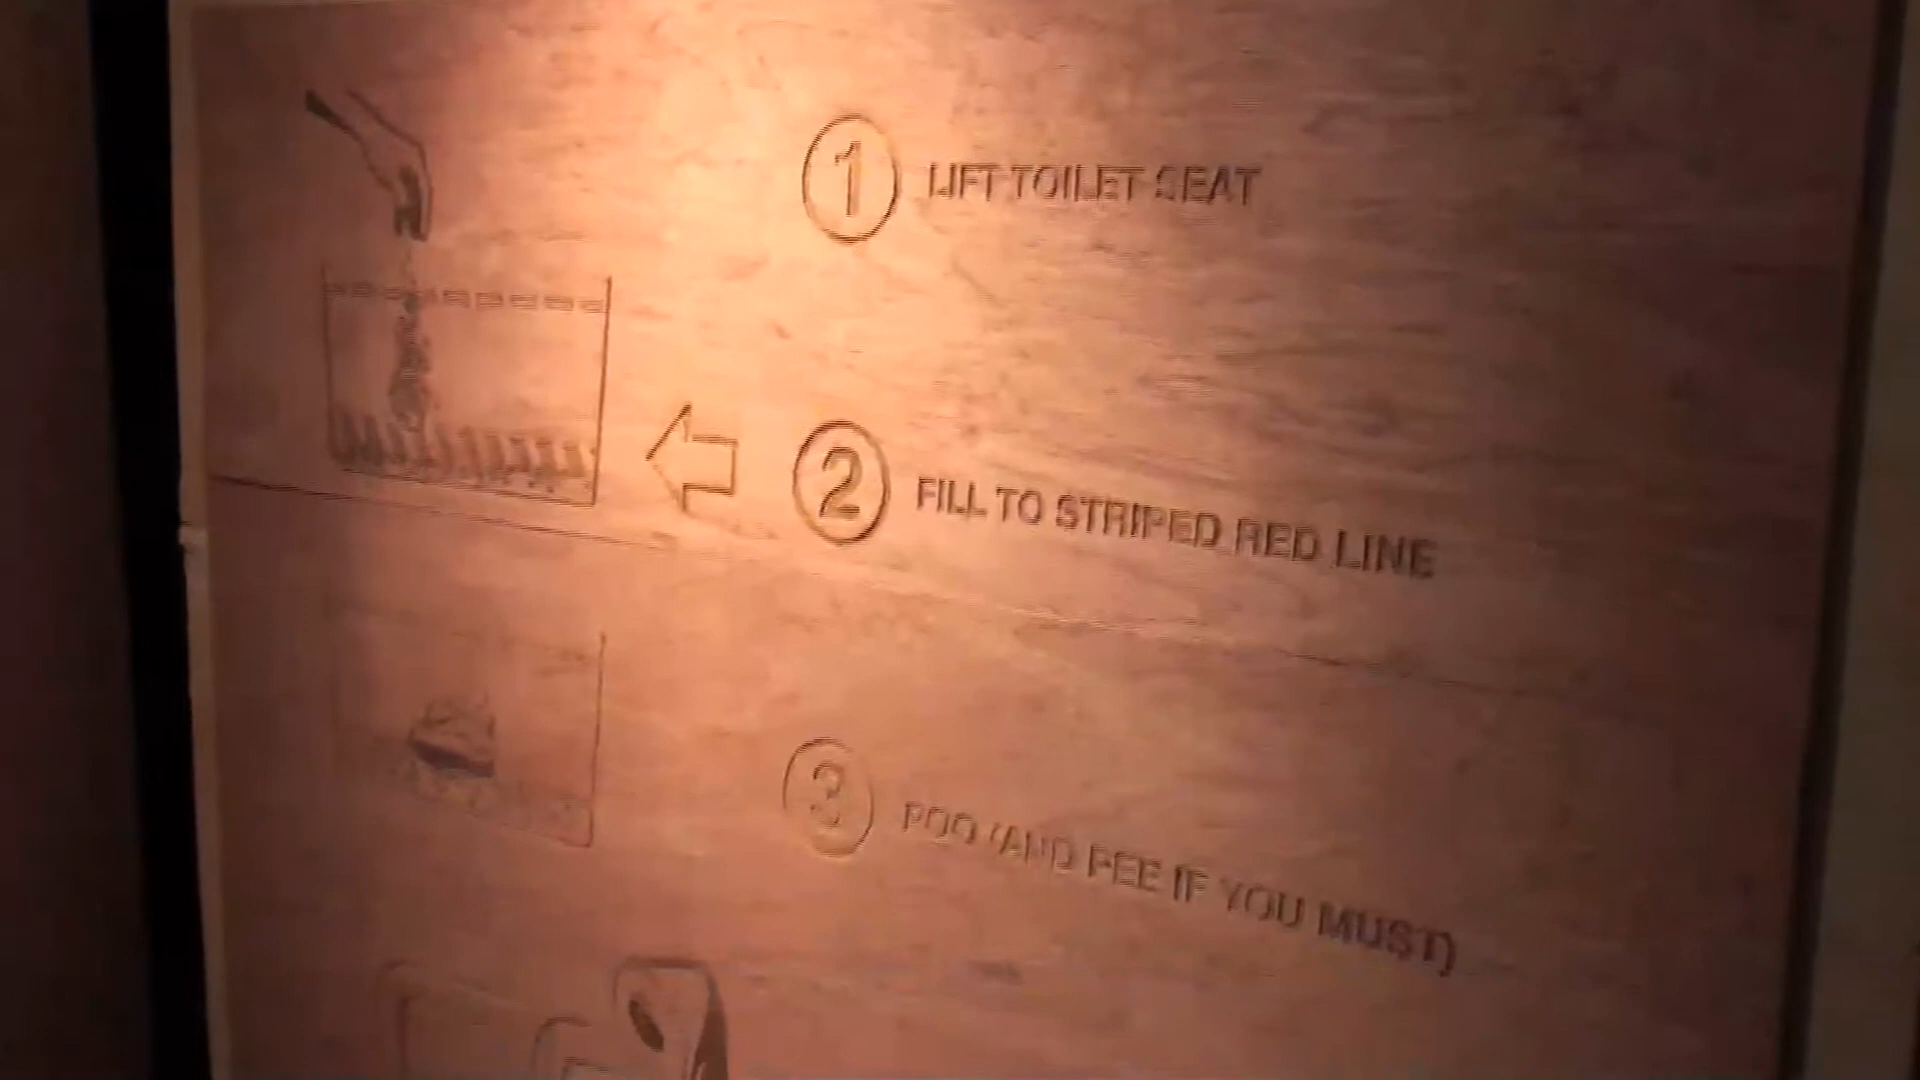 1 LIFT TOILET SEAT
2 FILL TO STRIPED RED LINE
3 POO (AND PEE IF YOU MUST)